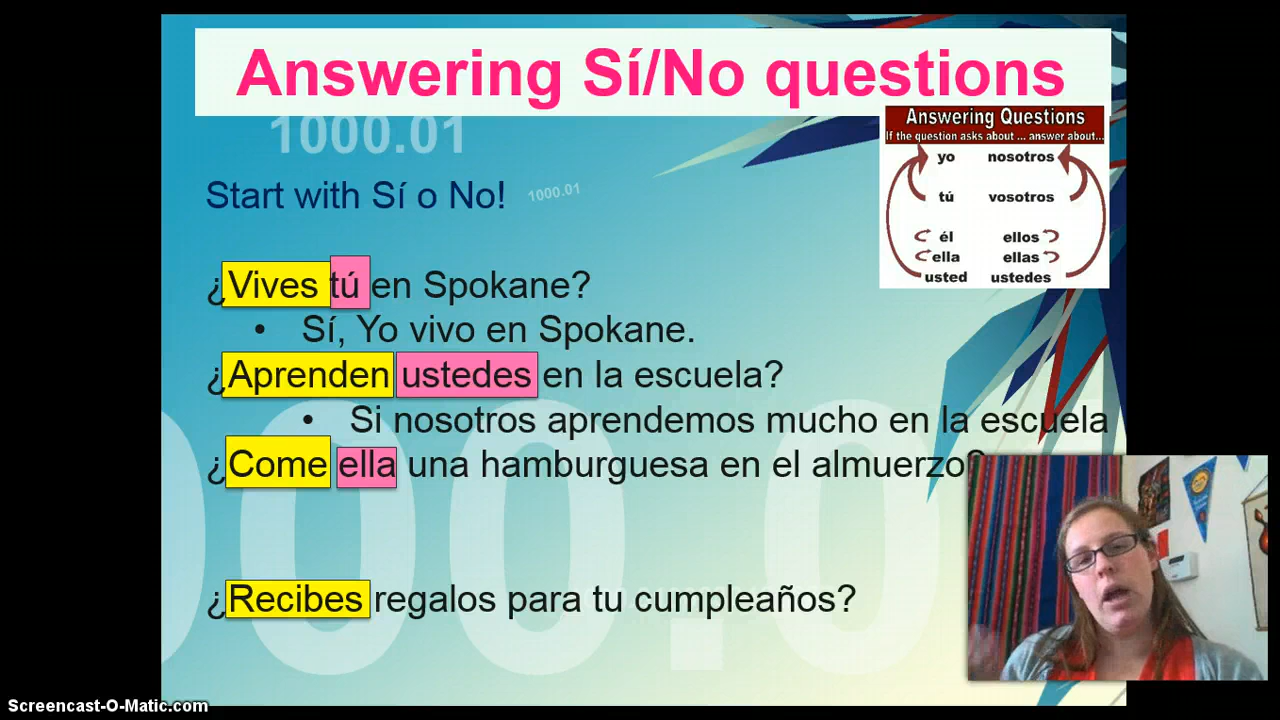 Answering Sí/No questions
1000.01
Answering Questions
If the question asks about ... answer about...
yo nosotros
tú vosotros
él ellos
ella ellas
usted ustedes
Start with Sí o No!
1000.01
¿Vives tú en Spokane?
• Sí, Yo vivo en Spokane.
¿Aprenden ustedes en la escuela?
• Si nosotros aprendemos mucho en la escuela
¿Come ella una hamburguesa en el almuerzo?
¿Recibes regalos para tu cumpleaños?
Screencast-O-Matic.com